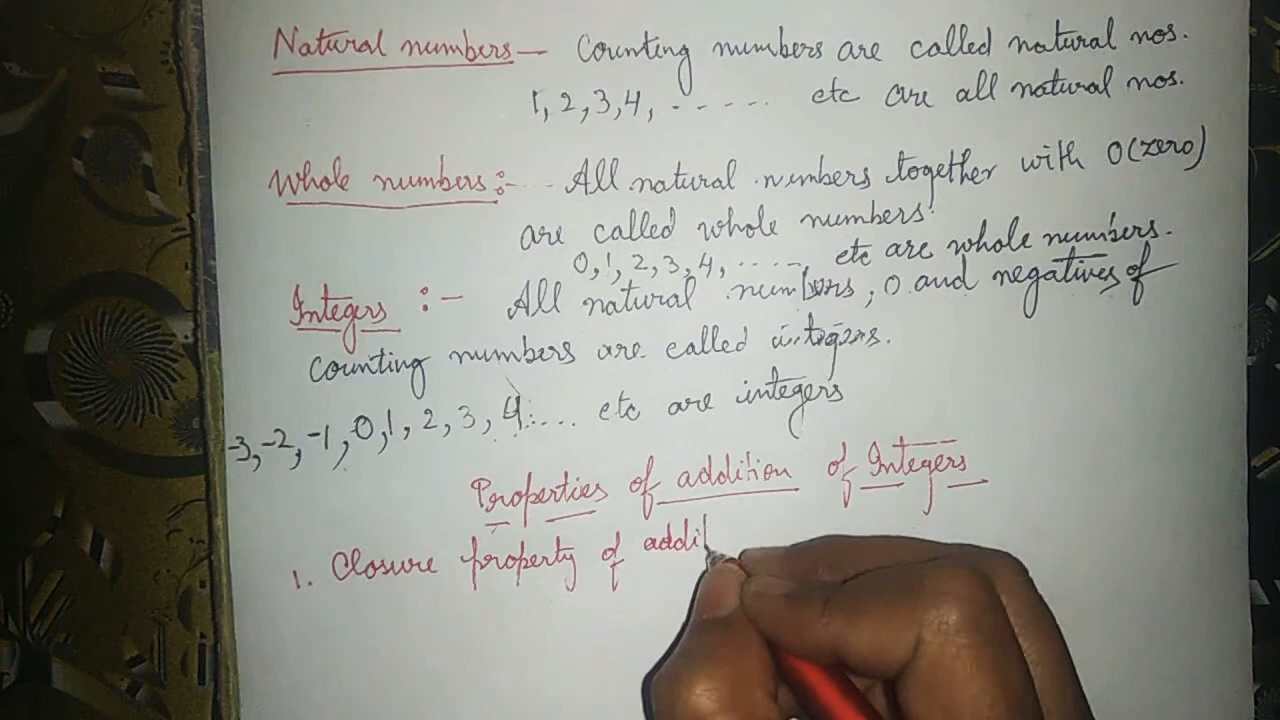 Natural numbers — Counting numbers are called natural nos.
1, 2, 3, 4, ------ etc are all natural nos.
Whole numbers:- ... All natural numbers together with 0(zero)
are called whole numbers.
0, 1, 2, 3, 4, ..... etc are whole numbers.
Integers :- All natural numbers, 0 and negatives of
counting numbers are called integers.
-3, -2, -1, 0, 1, 2, 3, 4.... etc are integers
Properties of addition of Integers
1. Closure property of addit